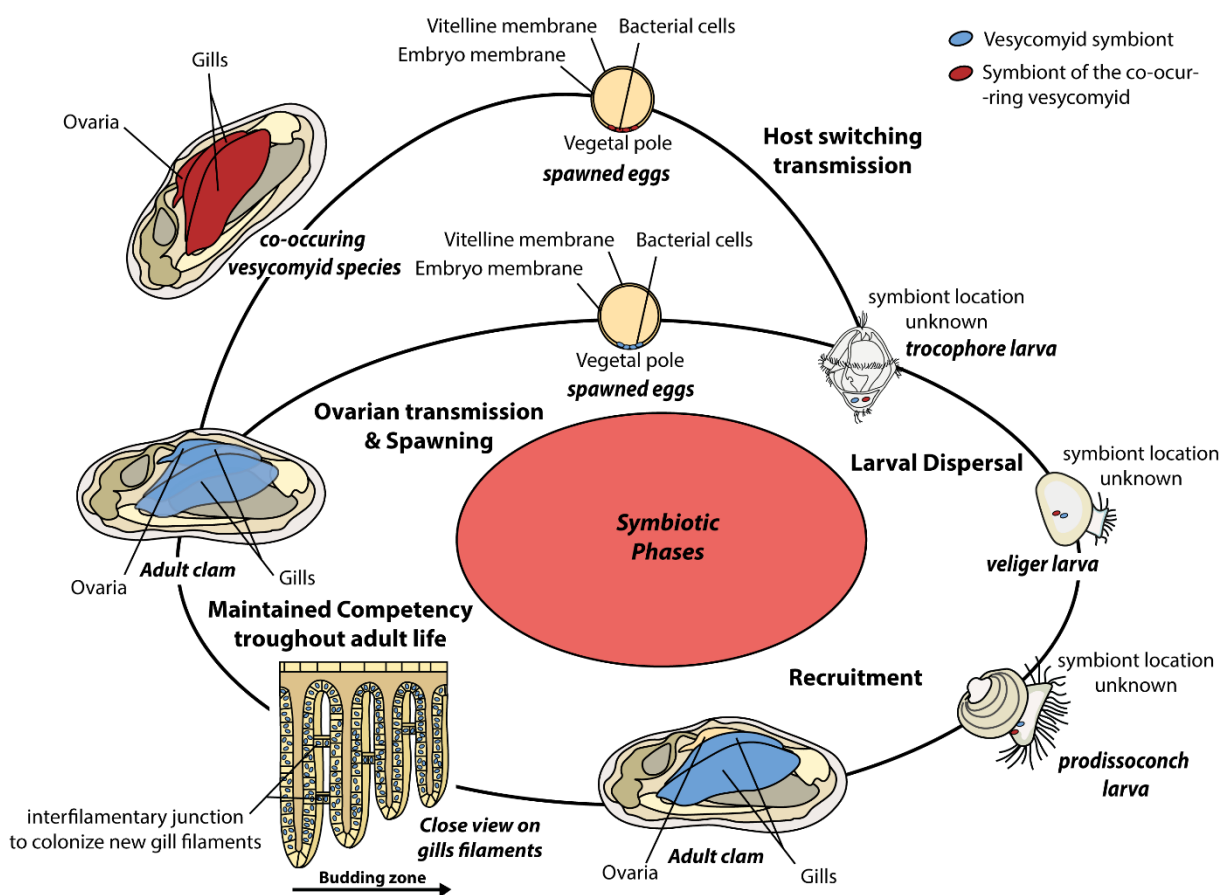 Vitelline membrane
Bacterial cells
Embryo membrane
Vegetal pole
spawned eggs
Vesycomyid symbiont
Symbiont of the co-ocur-
-ring vesycomyid
Gills
Ovaria
co-occuring
vesycomyid species
Host switching
transmission
Vitelline membrane
Bacterial cells
Embryo membrane
Vegetal pole
spawned eggs
symbiont location
unknown
trocophore larva
Ovarian transmission
& Spawning
Larval Dispersal
symbiont location
unknown
veliger larva
Symbiotic
Phases
Adult clam
Ovaria
Gills
Maintained Competency
troughout adult life
Recruitment
symbiont location
unknown
prodissoconch
larva
interfilamentary junction
to colonize new gill filaments
Close view on
gills filaments
Budding zone
Adult clam
Ovaria
Gills